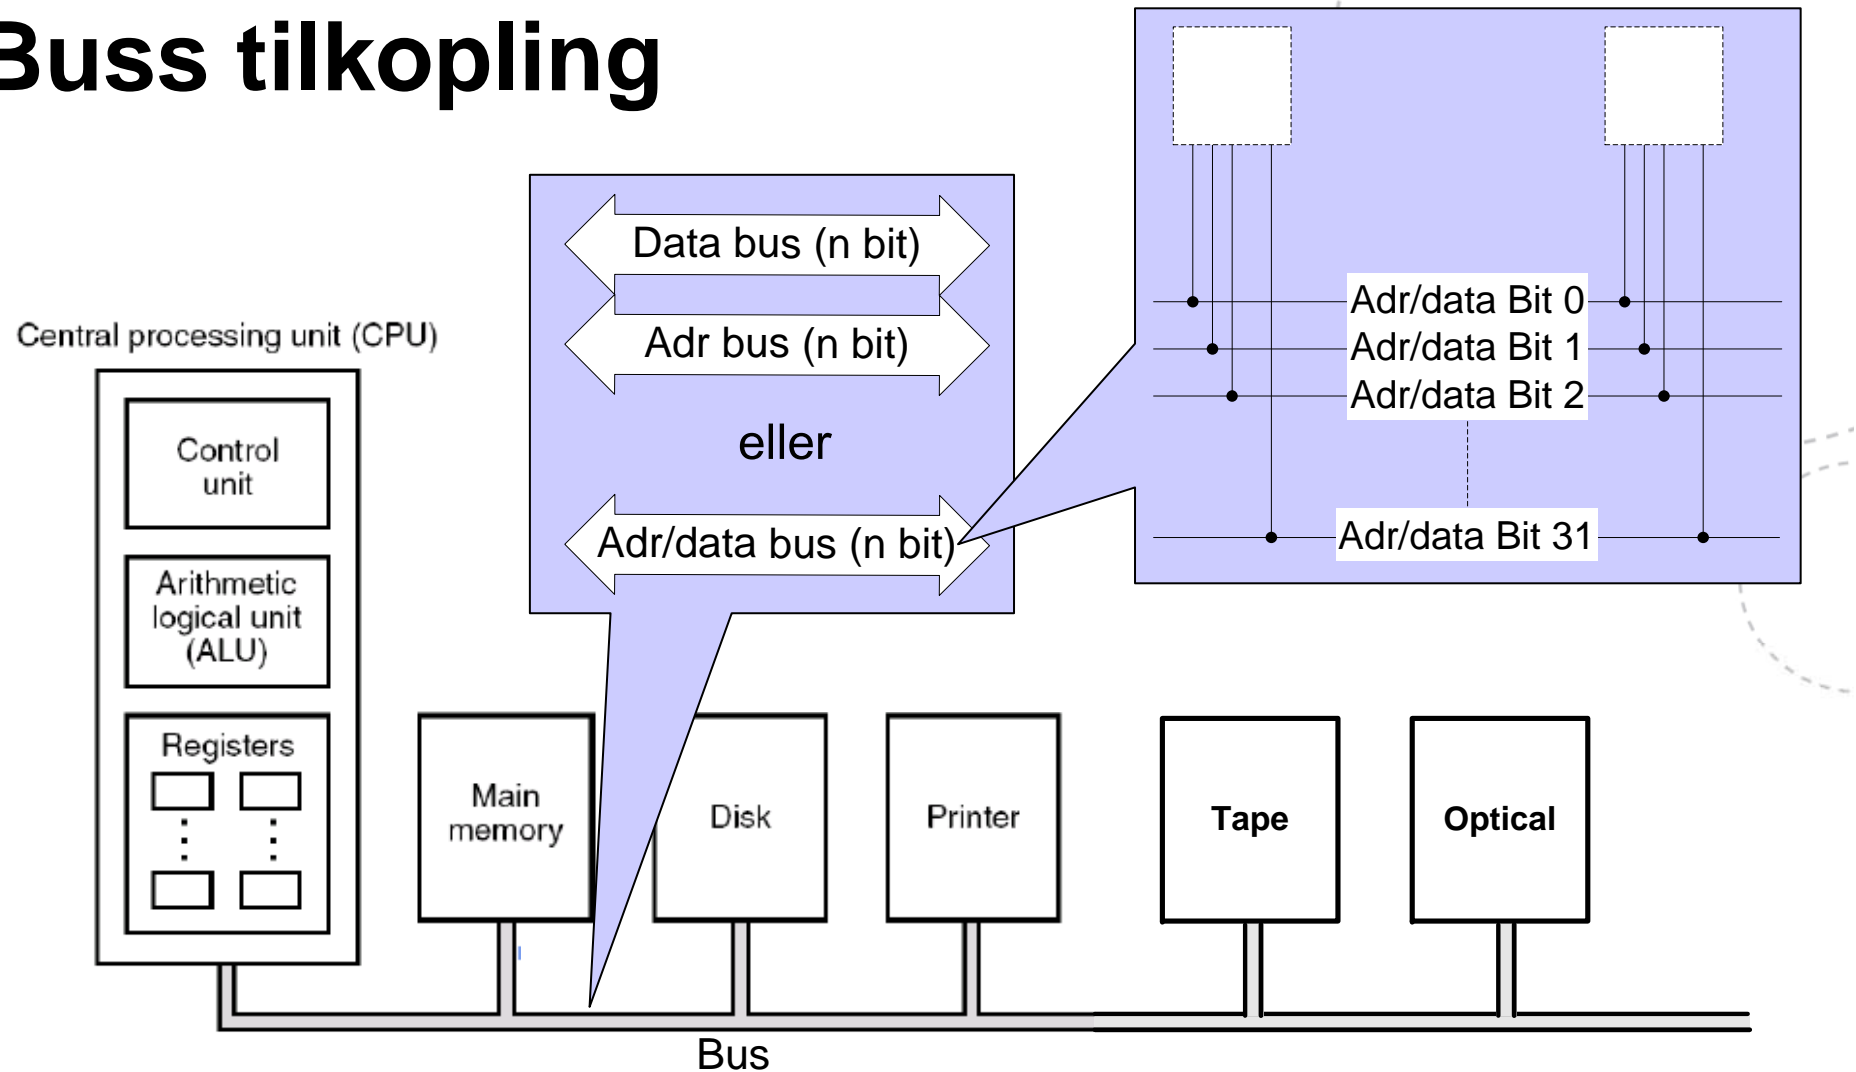 Buss tilkopling
Data bus (n bit)
Adr bus (n bit)
eller
Adr/data bus (n bit)
Adr/data Bit 0
Adr/data Bit 1
Adr/data Bit 2
Adr/data Bit 31
Central processing unit (CPU)
Control
unit
Arithmetic
logical unit
(ALU)
Registers
Main
memory
Disk
Printer
Tape
Optical
Bus